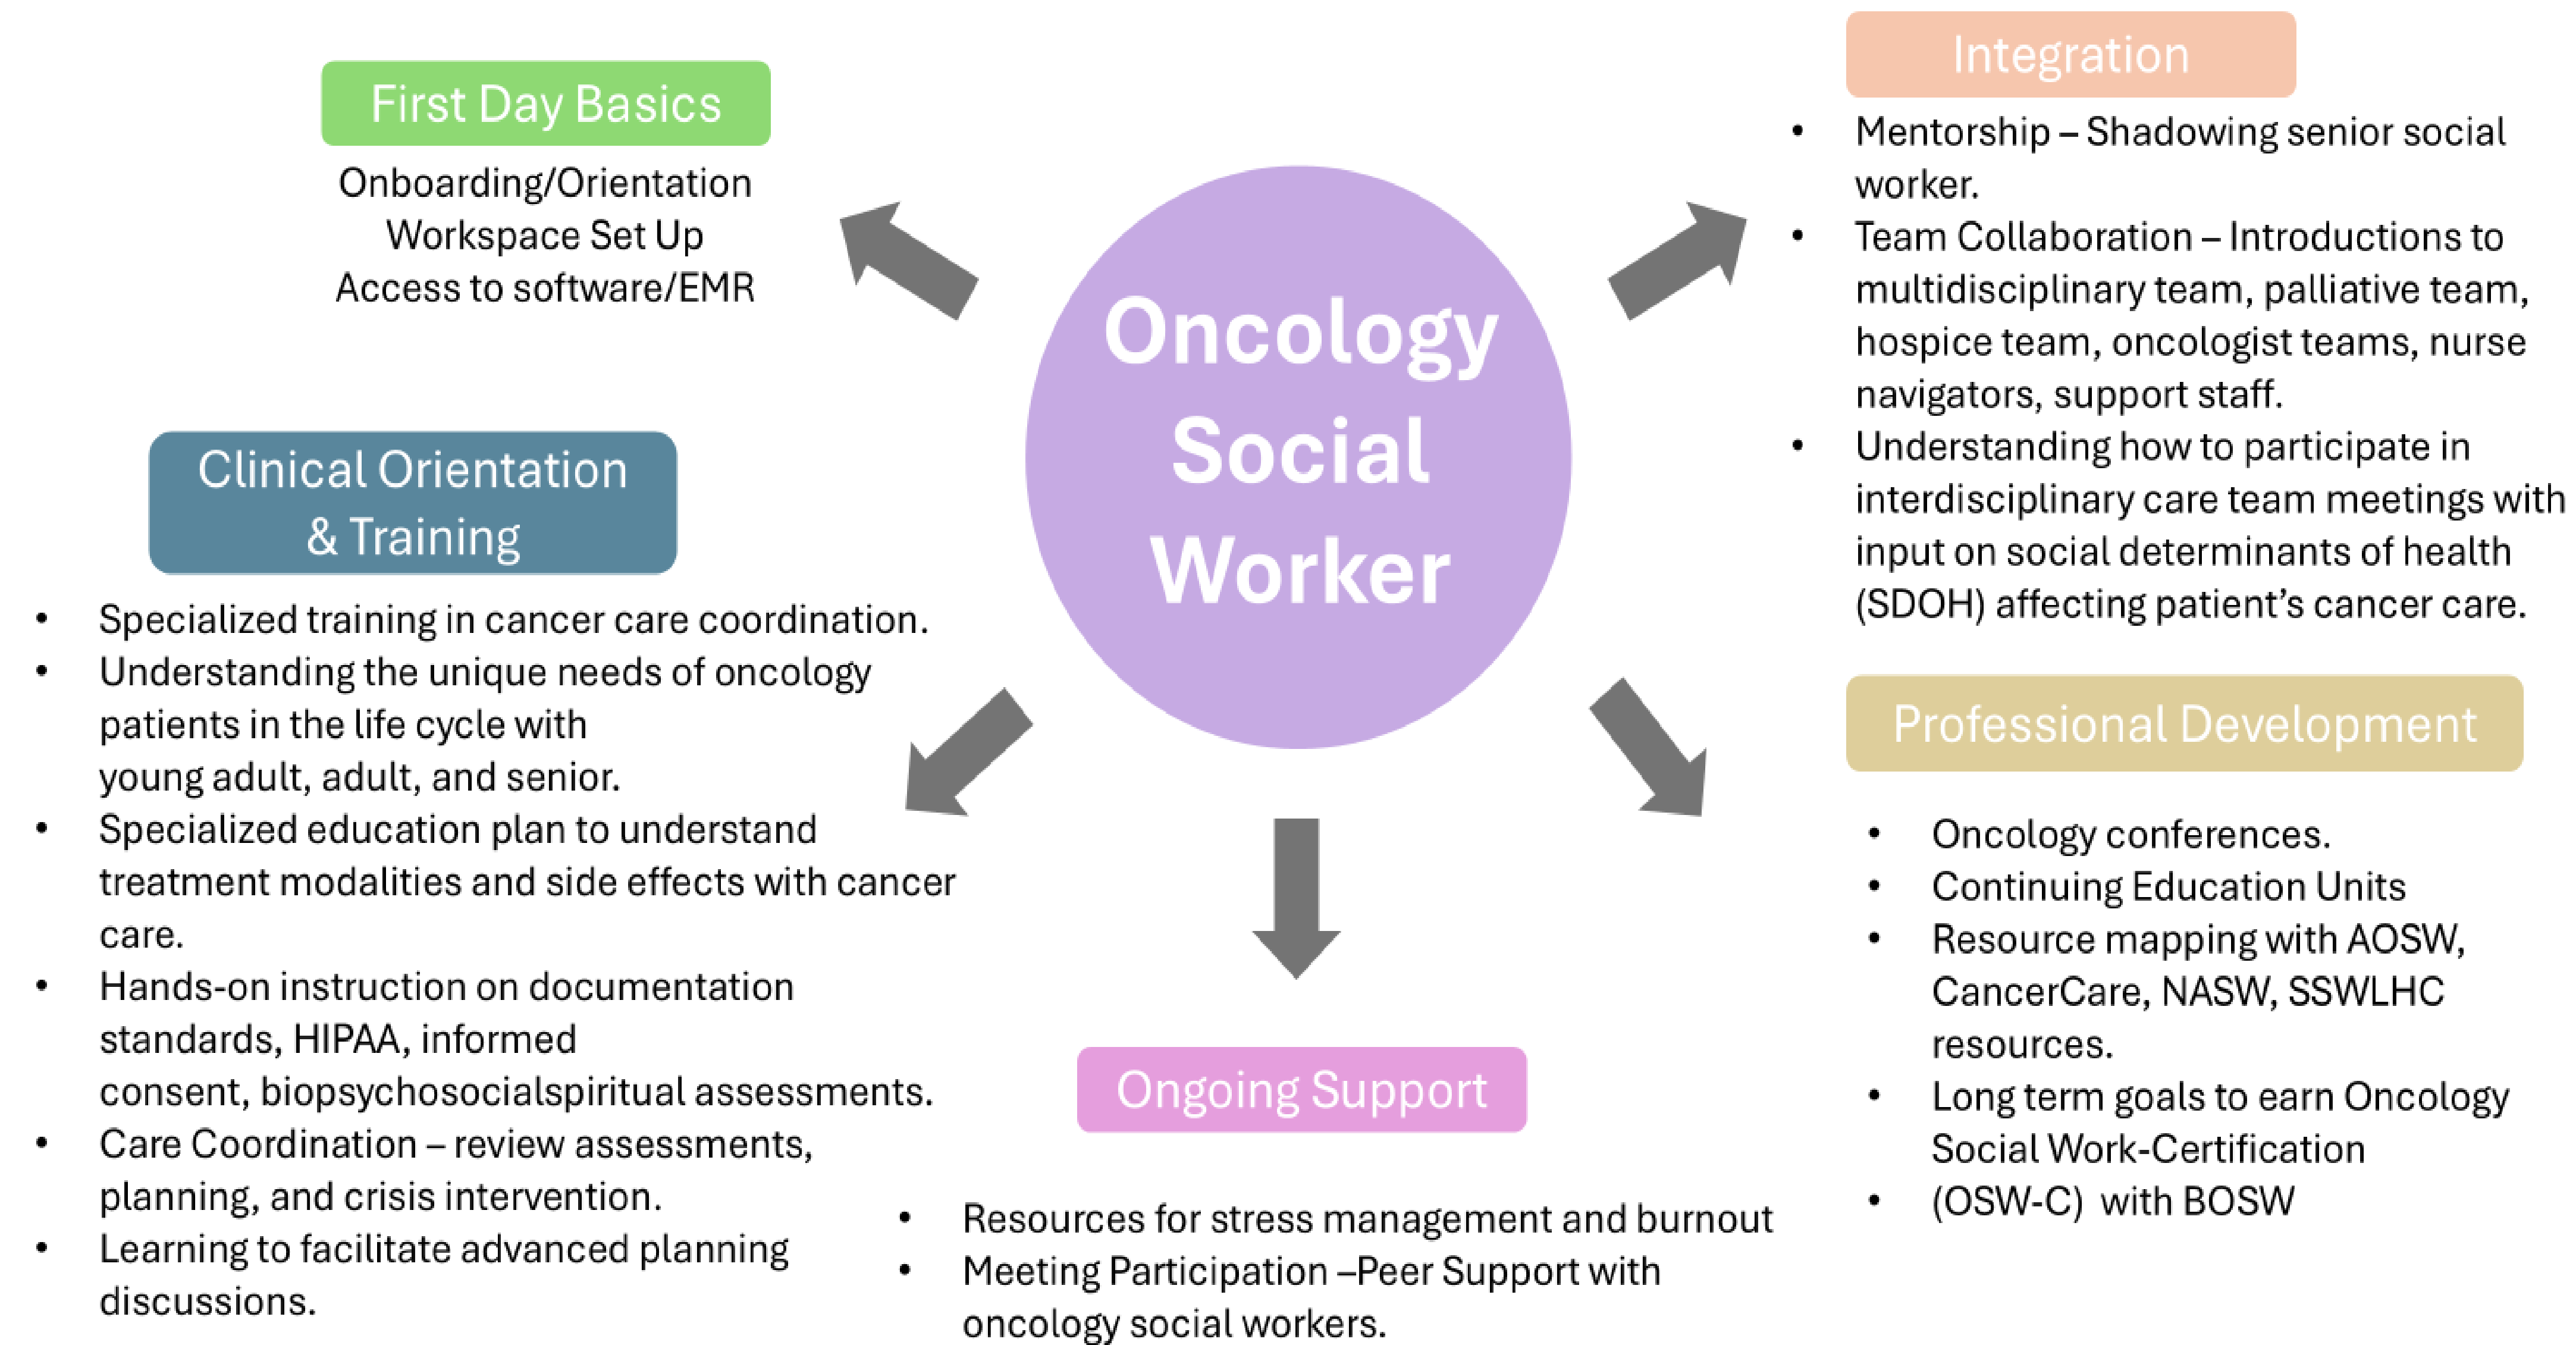 First Day Basics
Onboarding/Orientation
Workspace Set Up
Access to software/EMR
Clinical Orientation
& Training
• Specialized training in cancer care coordination.
• Understanding the unique needs of oncology
patients in the life cycle with
young adult, adult, and senior.
• Specialized education plan to understand
treatment modalities and side effects with cancer
care.
• Hands-on instruction on documentation
standards, HIPAA, informed
consent, biopsychosocialspiritual assessments.
• Care Coordination – review assessments,
planning, and crisis intervention.
• Learning to facilitate advanced planning
discussions.
Oncology
Social
Worker
Ongoing Support
• Resources for stress management and burnout
• Meeting Participation –Peer Support with
oncology social workers.
Integration
• Mentorship – Shadowing senior social
worker.
• Team Collaboration – Introductions to
multidisciplinary team, palliative team,
hospice team, oncologist teams, nurse
navigators, support staff.
• Understanding how to participate in
interdisciplinary care team meetings with
input on social determinants of health
(SDOH) affecting patient’s cancer care.
Professional Development
• Oncology conferences.
• Continuing Education Units
• Resource mapping with AOSW,
CancerCare, NASW, SSWLHC
resources.
• Long term goals to earn Oncology
Social Work-Certification
• (OSW-C) with BOSW